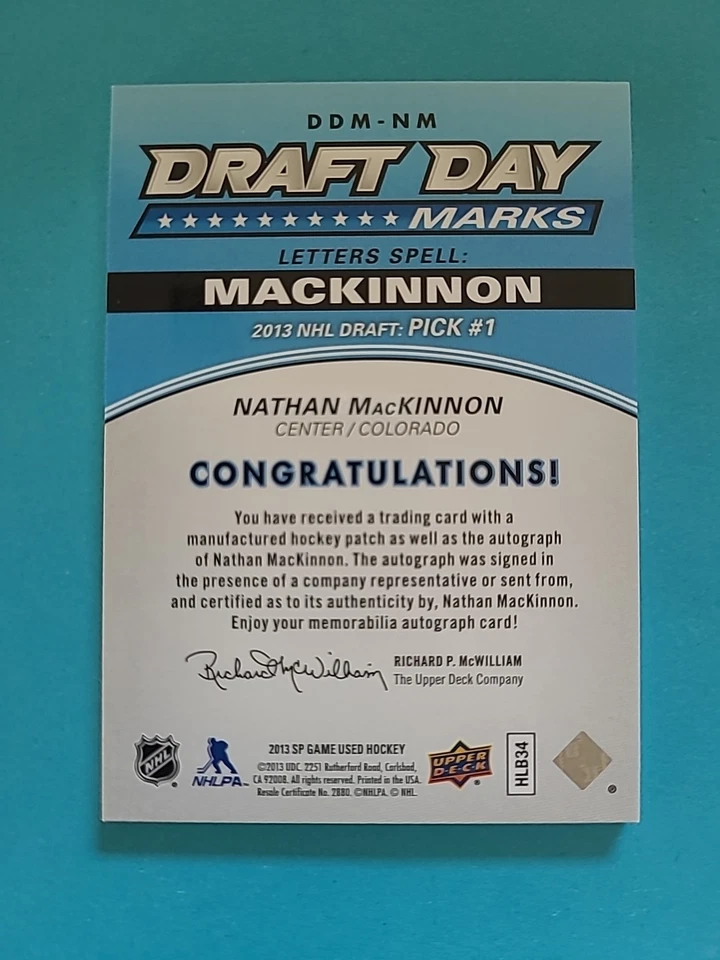 DDM-NM
DRAFT DAY
MARKS
LETTERS SPELL:
MACKINNON
2013 NHL DRAFT: PICK #1
NATHAN MACKINNON
CENTER / COLORADO
CONGRATULATIONS!
You have received a trading card with a
manufactured hockey patch as well as the autograph
of Nathan MacKinnon. The autograph was signed in
the presence of a company representative or sent from,
and certified as to its authenticity by, Nathan MacKinnon.
Enjoy your memorabilia autograph card!
Richard P. McWilliam
RICHARD P. McWILLIAM
The Upper Deck Company
NHL
NHLPA
2013 SP GAME USED HOCKEY
©2013 UDC, 2251 Rutherford Road, Carlsbad,
CA 92008. All rights reserved. Printed in the USA.
Resale Certificate No. 2880. ©NHLPA. © NHL.
UPPER
DECK
HLB34